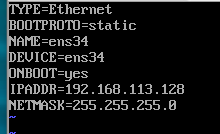 TYPE=Ethernet
BOOTPROTO=static
NAME=ens34
DEVICE=ens34
ONBOOT=yes
IPADDR=192.168.113.128
NETMASK=255.255.255.0
~
~